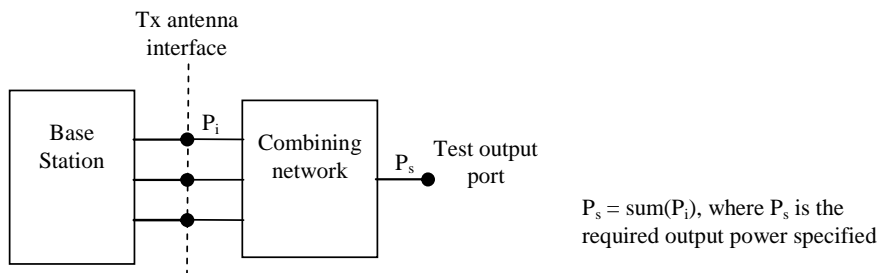 Tx antenna
interface
Base
Station
P_i
Combining
network
P_s
Test output
port
P_s = sum(P_i), where P_s is the
required output power specified